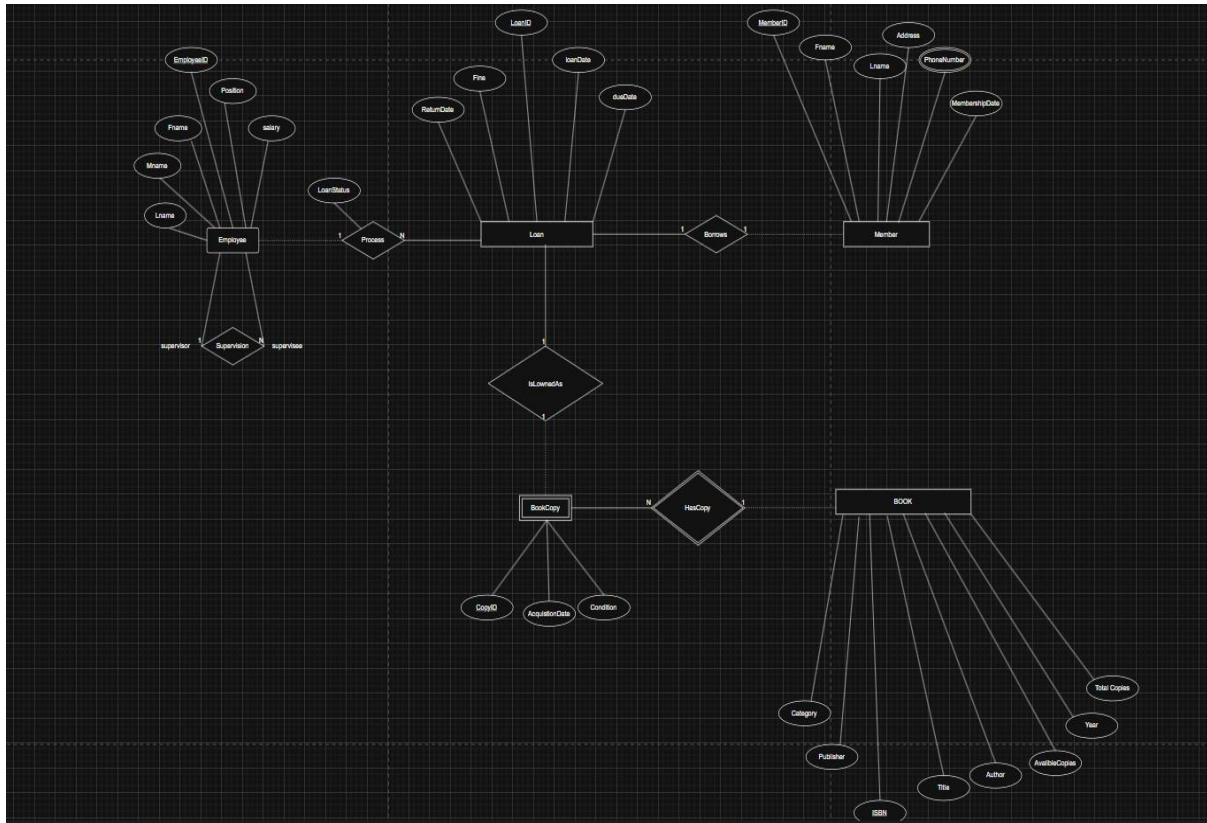 LoanID
MemberID
Address
Fname
EmployeeID
loanDate
PhoneNumber
Lname
Fine
Position
dueDate
MembershipDate
ReturnDate
Fname
salary
Mname
LoanStatus
Lname
Employee
1
Process
N
Loan
1
Borrows
1
Member
supervisor
1
Supervision
N
supervisee
1
IsLownedAs
1
BookCopy
N
HasCopy
1
BOOK
CopyID
AcquistionDate
Condition
Total Copies
Category
Year
Publisher
AvalibleCopies
Author
Title
ISBN